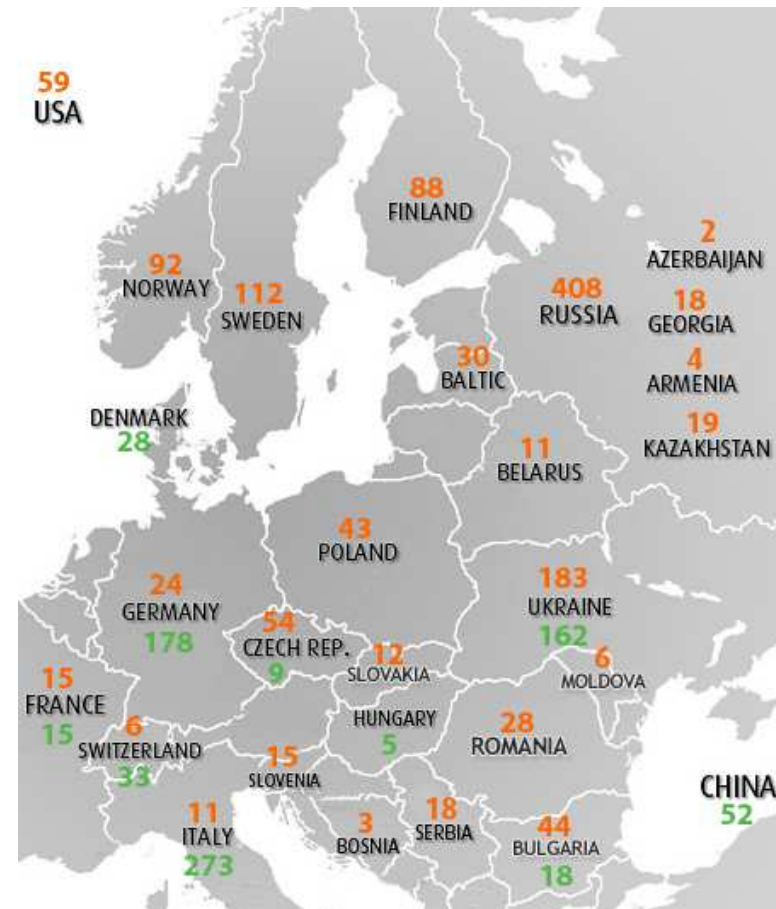 59
USA
88
FINLAND
2
AZERBAIJAN
92
NORWAY
112
SWEDEN
408
RUSSIA
18
GEORGIA
30
BALTIC
4
ARMENIA
DENMARK
28
19
KAZAKHSTAN
11
BELARUS
43
POLAND
24
GERMANY
178
183
UKRAINE
162
54
CZECH REP.
9
12
SLOVAKIA
6
MOLDOVA
15
FRANCE
15
6
SWITZERLAND
33
HUNGARY
5
28
ROMANIA
15
SLOVENIA
CHINA
52
11
ITALY
273
3
BOSNIA
18
SERBIA
44
BULGARIA
18